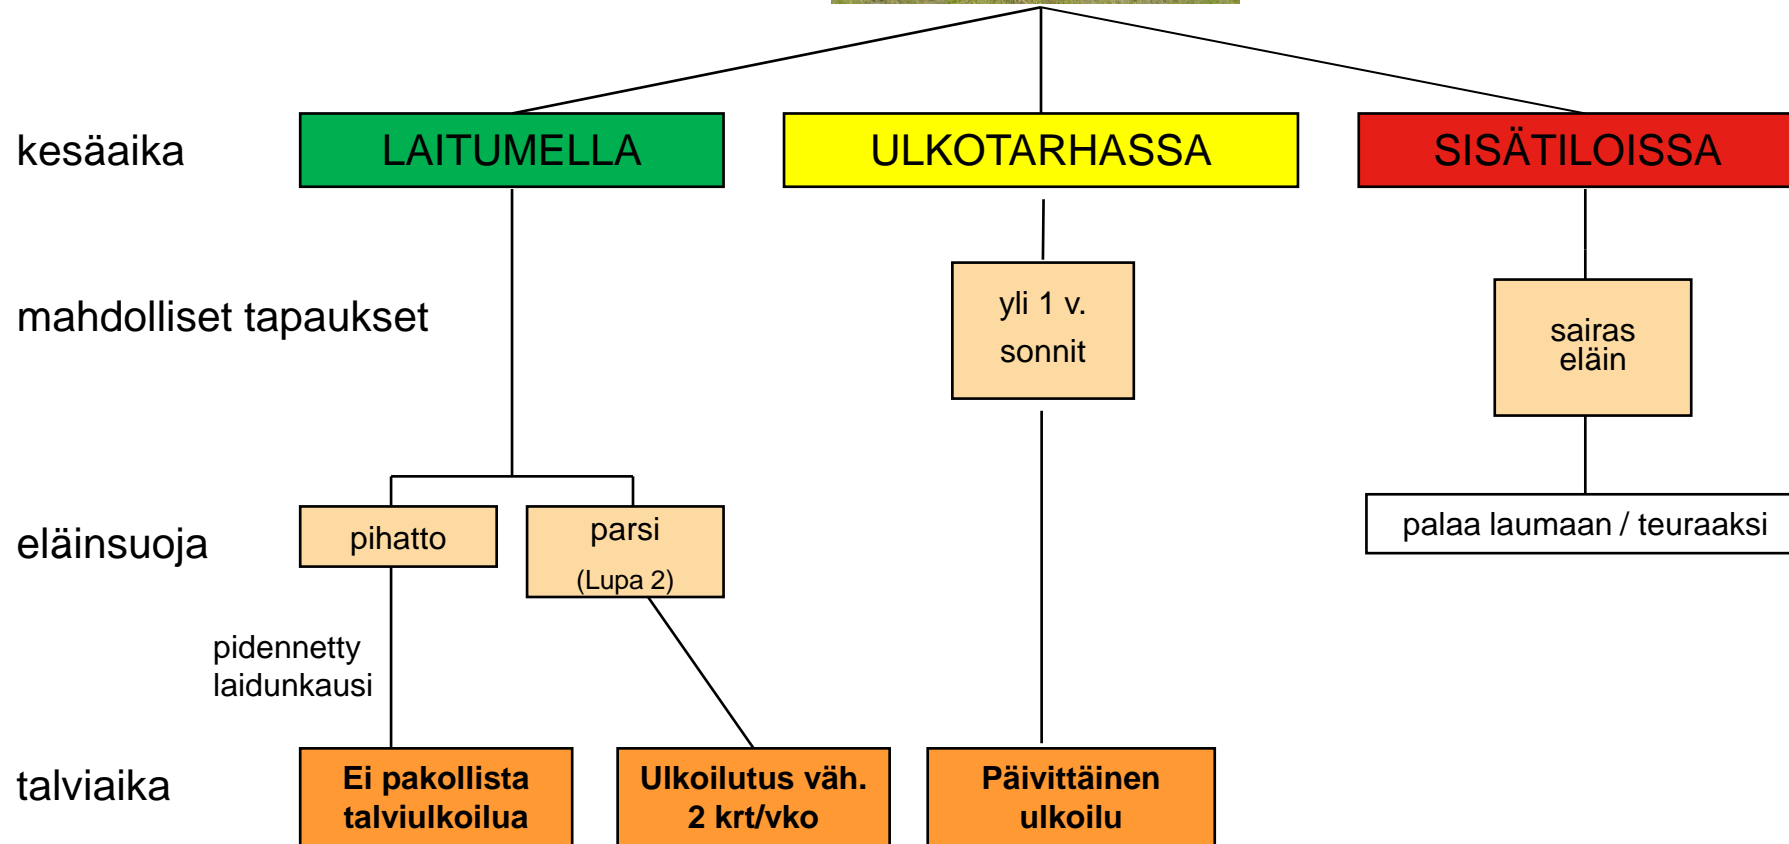 kesäaika
LAITUMELLA
ULKOTARHASSA
SISÄTILOISSA
mahdolliset tapaukset
yli 1 v.
sonnit
sairas
eläin
eläinsuoja
pihatto
parsi
(Lupa 2)
palaa laumaan / teuraaksi
pidennetty
laidunkausi
talviaika
Ei pakollista
talviulkoilua
Ulkoilutus väh.
2 krt/vko
Päivittäinen
ulkoilu